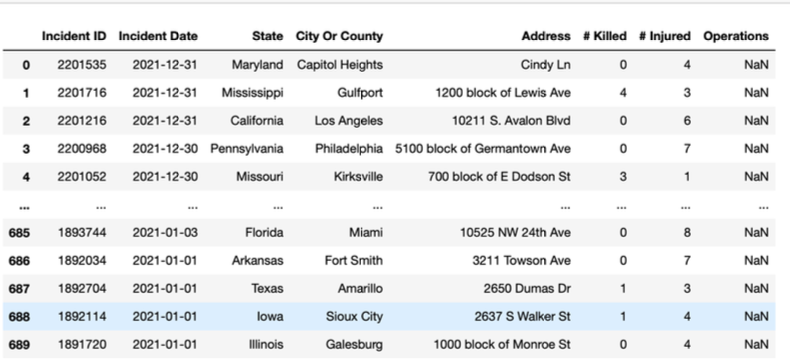 Incident ID Incident Date State City Or County Address # Killed # Injured Operations
0 2201535 2021-12-31 Maryland Capitol Heights Cindy Ln 0 4 NaN
1 2201716 2021-12-31 Mississippi Gulfport 1200 block of Lewis Ave 4 3 NaN
2 2201216 2021-12-31 California Los Angeles 10211 S. Avalon Blvd 0 6 NaN
3 2200968 2021-12-30 Pennsylvania Philadelphia 5100 block of Germantown Ave 0 7 NaN
4 2201052 2021-12-30 Missouri Kirksville 700 block of E Dodson St 3 1 NaN
... ... ... ... ... ... ... ... ...
685 1893744 2021-01-03 Florida Miami 10525 NW 24th Ave 0 8 NaN
686 1892034 2021-01-01 Arkansas Fort Smith 3211 Towson Ave 0 7 NaN
687 1892704 2021-01-01 Texas Amarillo 2650 Dumas Dr 1 3 NaN
688 1892114 2021-01-01 Iowa Sioux City 2637 S Walker St 1 4 NaN
689 1891720 2021-01-01 Illinois Galesburg 1000 block of Monroe St 0 4 NaN